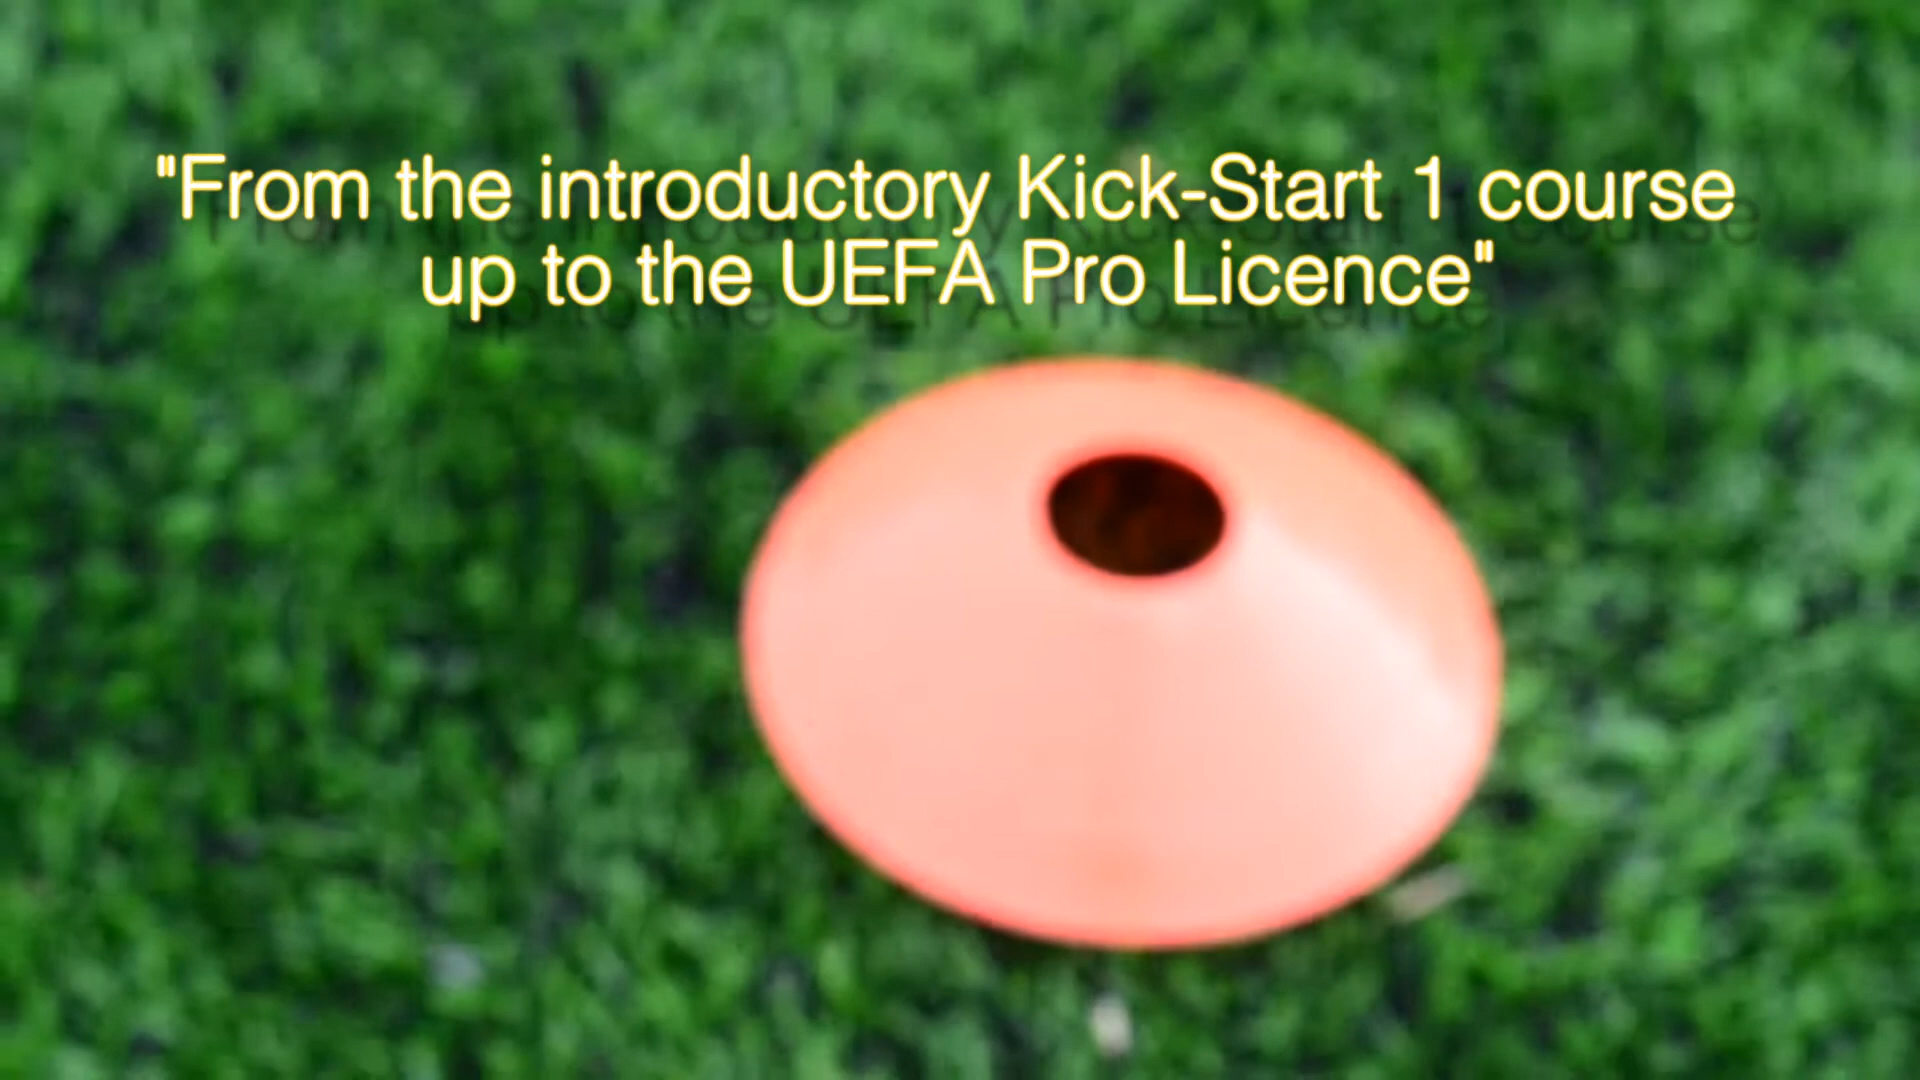 "From the introductory Kick-Start 1 course
up to the UEFA Pro Licence"